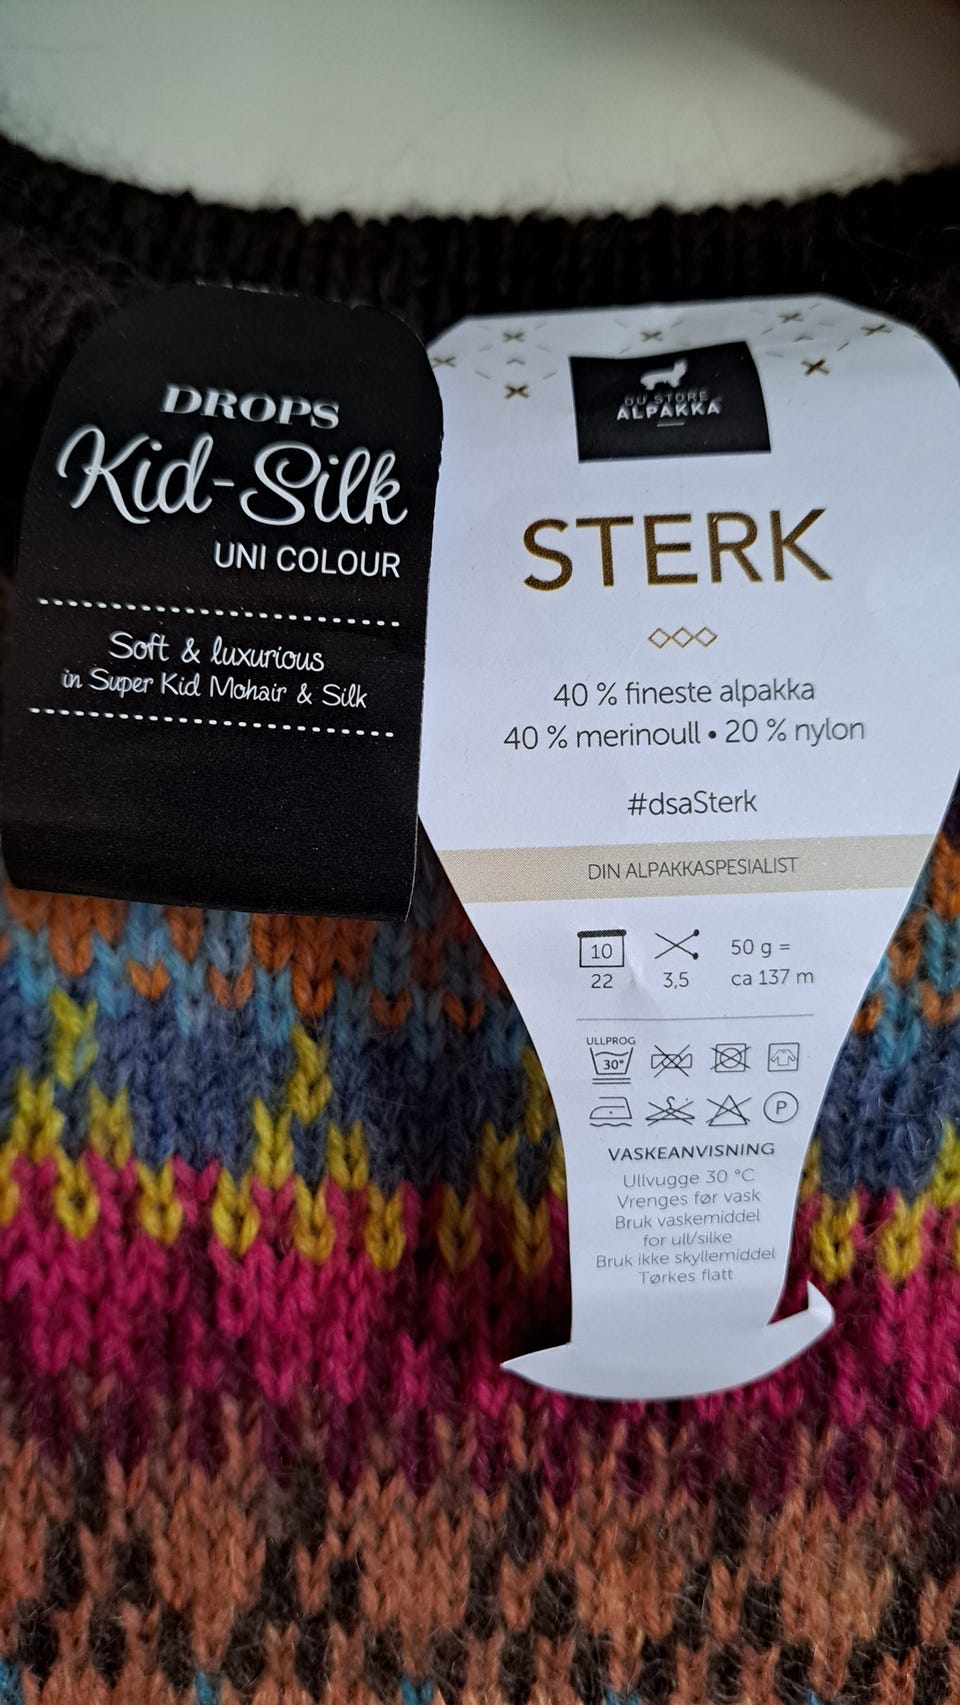 DROPS
Kid-Silk
UNI COLOUR
Soft & luxurious
in Super Kid Mohair & Silk
DU STORE
ALPAKKA
STERK
40 % fineste alpakka
40 % merinoull • 20 % nylon
#dsaSterk
DIN ALPAKKASPESIALIST
10
22
3,5
50 g =
ca 137 m
ULLPROG
30°
P
VASKEANVISNING
Ullvugge 30 °C
Vrenges før vask
Bruk vaskemiddel
for ull/silke
Bruk ikke skyllemiddel
Tørkes flatt